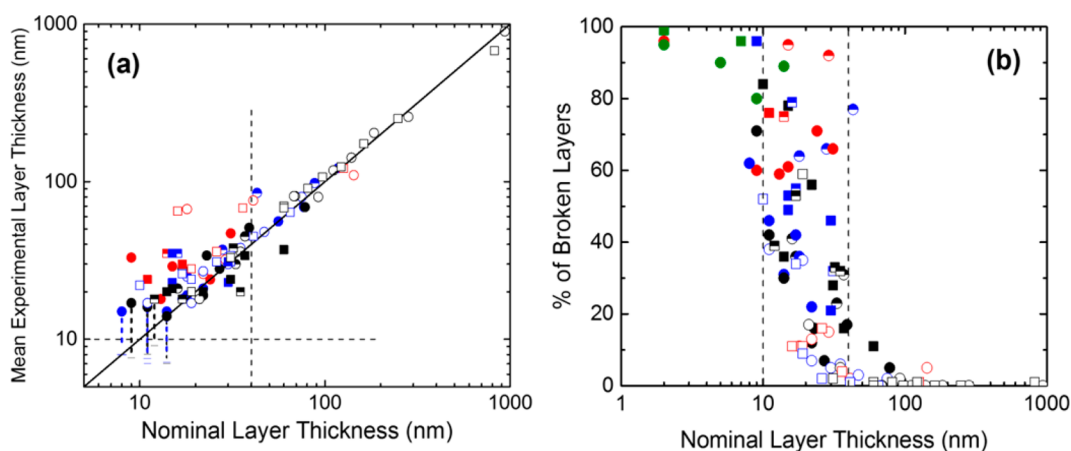 (a)
Mean Experimental Layer Thickness (nm)
1000
100
10
10
100
1000
Nominal Layer Thickness (nm)
(b)
% of Broken Layers
100
80
60
40
20
0
1
10
100
1000
Nominal Layer Thickness (nm)